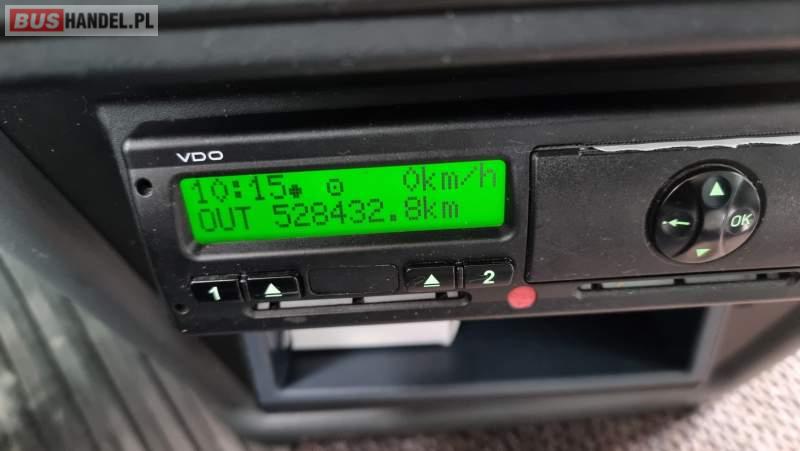 BUSHANDEL.PL
VDO
10:15 0km/h
OUT 528432.8km
1 2
OK